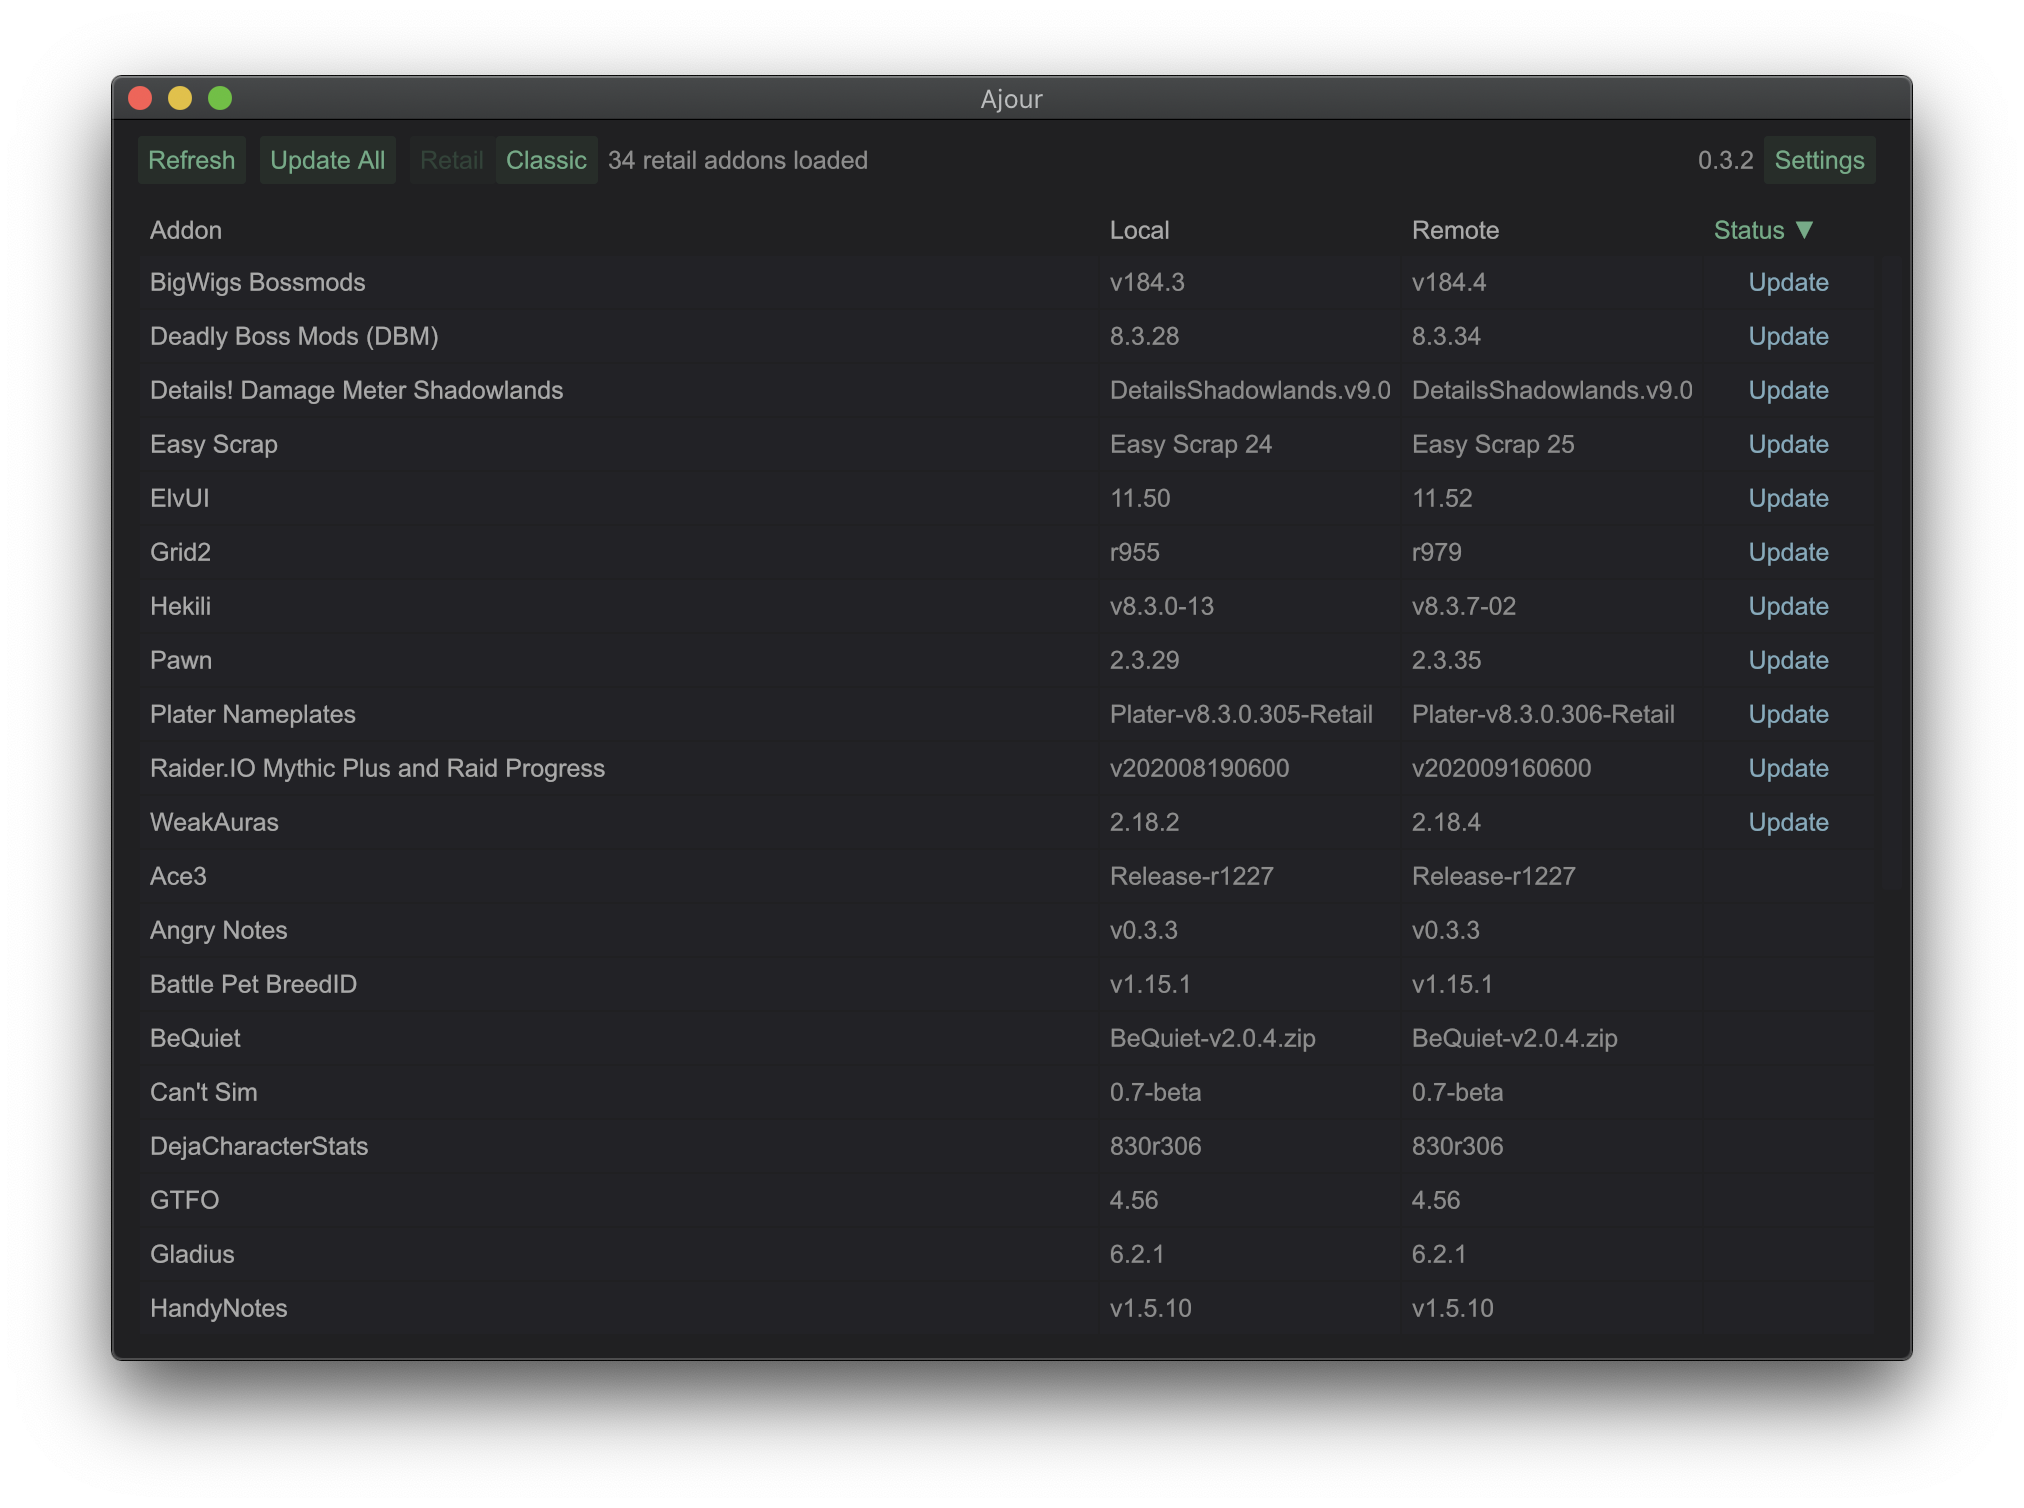 Ajour
Refresh Update All Retail Classic 34 retail addons loaded 0.3.2 Settings
Addon Local Remote Status ▼
BigWigs Bossmods v184.3 v184.4 Update
Deadly Boss Mods (DBM) 8.3.28 8.3.34 Update
Details! Damage Meter Shadowlands DetailsShadowlands.v9.0 DetailsShadowlands.v9.0 Update
Easy Scrap Easy Scrap 24 Easy Scrap 25 Update
ElvUI 11.50 11.52 Update
Grid2 r955 r979 Update
Hekili v8.3.0-13 v8.3.7-02 Update
Pawn 2.3.29 2.3.35 Update
Plater Nameplates Plater-v8.3.0.305-Retail Plater-v8.3.0.306-Retail Update
Raider.IO Mythic Plus and Raid Progress v202008190600 v202009160600 Update
WeakAuras 2.18.2 2.18.4 Update
Ace3 Release-r1227 Release-r1227
Angry Notes v0.3.3 v0.3.3
Battle Pet BreedID v1.15.1 v1.15.1
BeQuiet BeQuiet-v2.0.4.zip BeQuiet-v2.0.4.zip
Can't Sim 0.7-beta 0.7-beta
DejaCharacterStats 830r306 830r306
GTFO 4.56 4.56
Gladius 6.2.1 6.2.1
HandyNotes v1.5.10 v1.5.10